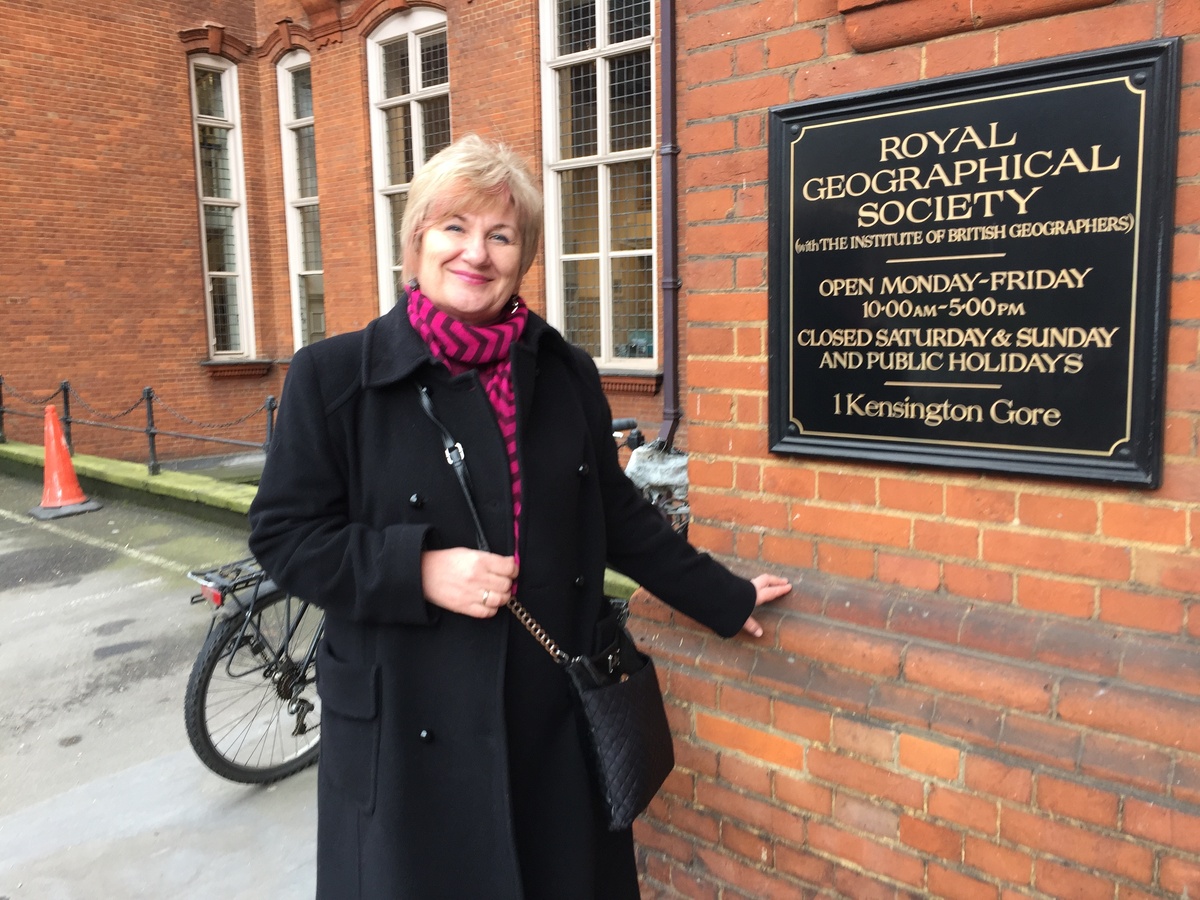 ROYAL
GEOGRAPHICAL
SOCIETY
(with THE INSTITUTE OF BRITISH GEOGRAPHERS)
OPEN MONDAY-FRIDAY
10·00AM-5·00PM
CLOSED SATURDAY & SUNDAY
AND PUBLIC HOLIDAYS
1 Kensington Gore